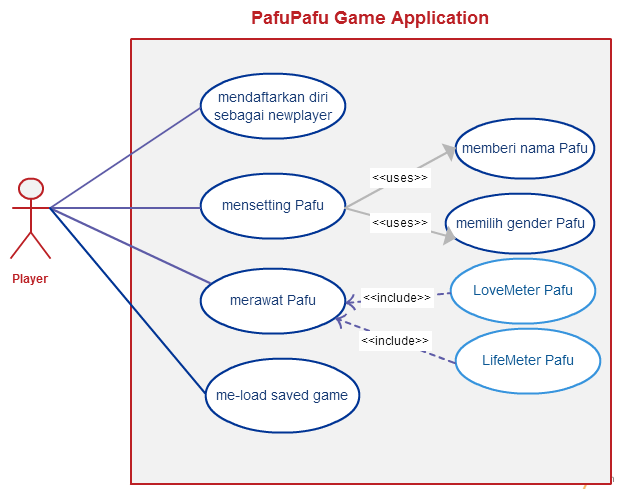 PafuPafu Game Application
mendaftarkan diri
sebagai newplayer
memberi nama Pafu
<<uses>>
mensetting Pafu
<<uses>>
memilih gender Pafu
Player
merawat Pafu
<<include>>
LoveMeter Pafu
<<include>>
LifeMeter Pafu
me-load saved game